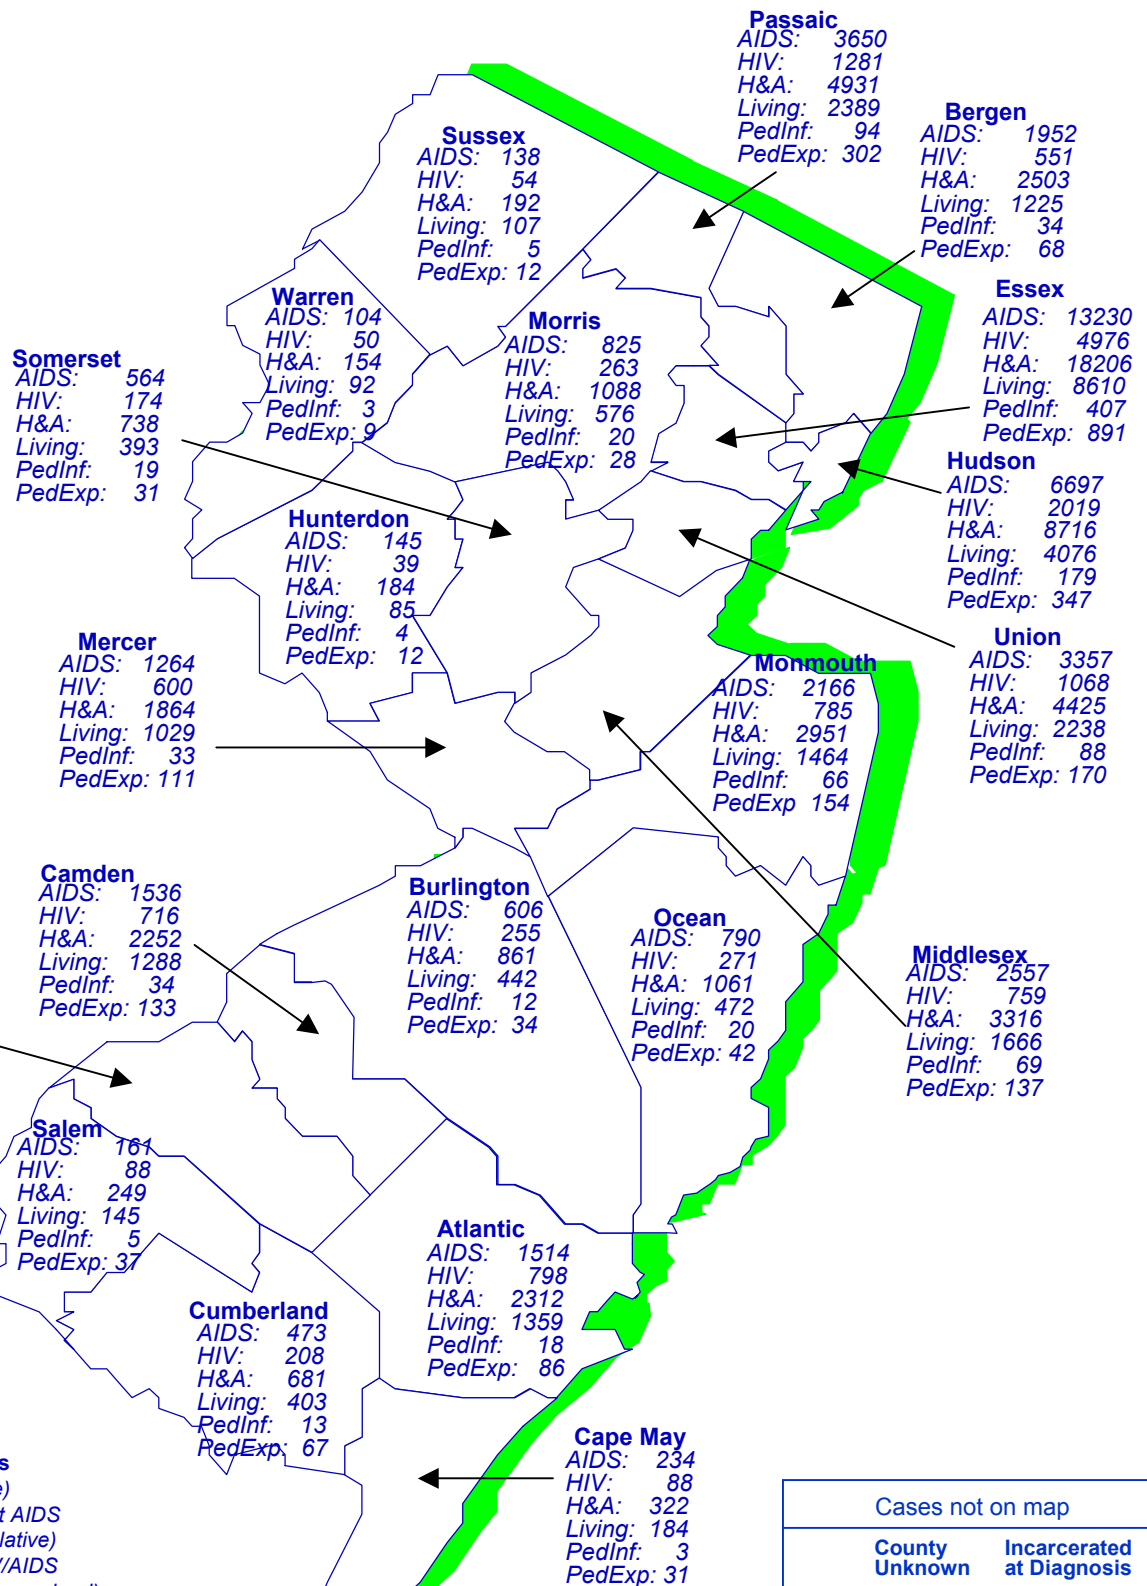 Passaic
AIDS: 3650
HIV: 1281
H&A: 4931
Living: 2389
PedInf: 94
PedExp: 302
Bergen
AIDS: 1952
HIV: 551
H&A: 2503
Living: 1225
PedInf: 34
PedExp: 68
Sussex
AIDS: 138
HIV: 54
H&A: 192
Living: 107
PedInf: 5
PedExp: 12
Warren
AIDS: 104
HIV: 50
H&A: 154
Living: 92
PedInf: 3
PedExp: 9
Morris
AIDS: 825
HIV: 263
H&A: 1088
Living: 576
PedInf: 20
PedExp: 28
Essex
AIDS: 13230
HIV: 4976
H&A: 18206
Living: 8610
PedInf: 407
PedExp: 891
Somerset
AIDS: 564
HIV: 174
H&A: 738
Living: 393
PedInf: 19
PedExp: 31
Hudson
AIDS: 6697
HIV: 2019
H&A: 8716
Living: 4076
PedInf: 179
PedExp: 347
Hunterdon
AIDS: 145
HIV: 39
H&A: 184
Living: 85
PedInf: 4
PedExp: 12
Mercer
AIDS: 1264
HIV: 600
H&A: 1864
Living: 1029
PedInf: 33
PedExp: 111
Monmouth
AIDS: 2166
HIV: 785
H&A: 2951
Living: 1464
PedInf: 66
PedExp 154
Union
AIDS: 3357
HIV: 1068
H&A: 4425
Living: 2238
PedInf: 88
PedExp: 170
Camden
AIDS: 1536
HIV: 716
H&A: 2252
Living: 1288
PedInf: 34
PedExp: 133
Burlington
AIDS: 606
HIV: 255
H&A: 861
Living: 442
PedInf: 12
PedExp: 34
Ocean
AIDS: 790
HIV: 271
H&A: 1061
Living: 472
PedInf: 20
PedExp: 42
Middlesex
AIDS: 2557
HIV: 759
H&A: 3316
Living: 1666
PedInf: 69
PedExp: 137
Salem
AIDS: 161
HIV: 88
H&A: 249
Living: 145
PedInf: 5
PedExp: 37
Atlantic
AIDS: 1514
HIV: 798
H&A: 2312
Living: 1359
PedInf: 18
PedExp: 86
Cumberland
AIDS: 473
HIV: 208
H&A: 681
Living: 403
PedInf: 13
PedExp: 67
Cape May
AIDS: 234
HIV: 88
H&A: 322
Living: 184
PedInf: 3
PedExp: 31
AIDS
/AIDS
Cases not on map
County Unknown Incarcerated at Diagnosis